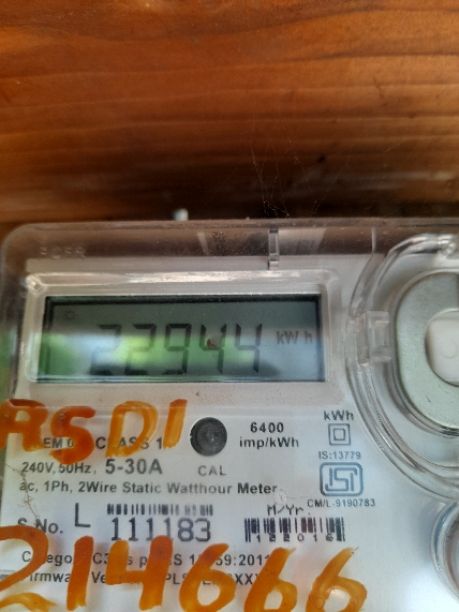 22944 kWh
ASDI
CLASS 1
6400
imp/kWh
kWh
IS:13779
240V, 50Hz, 5-30A
CAL
ac, 1Ph, 2Wire Static Watthour Meter
CM/L-9190783
S.No. L 111183
M/Yr.
122016
214666